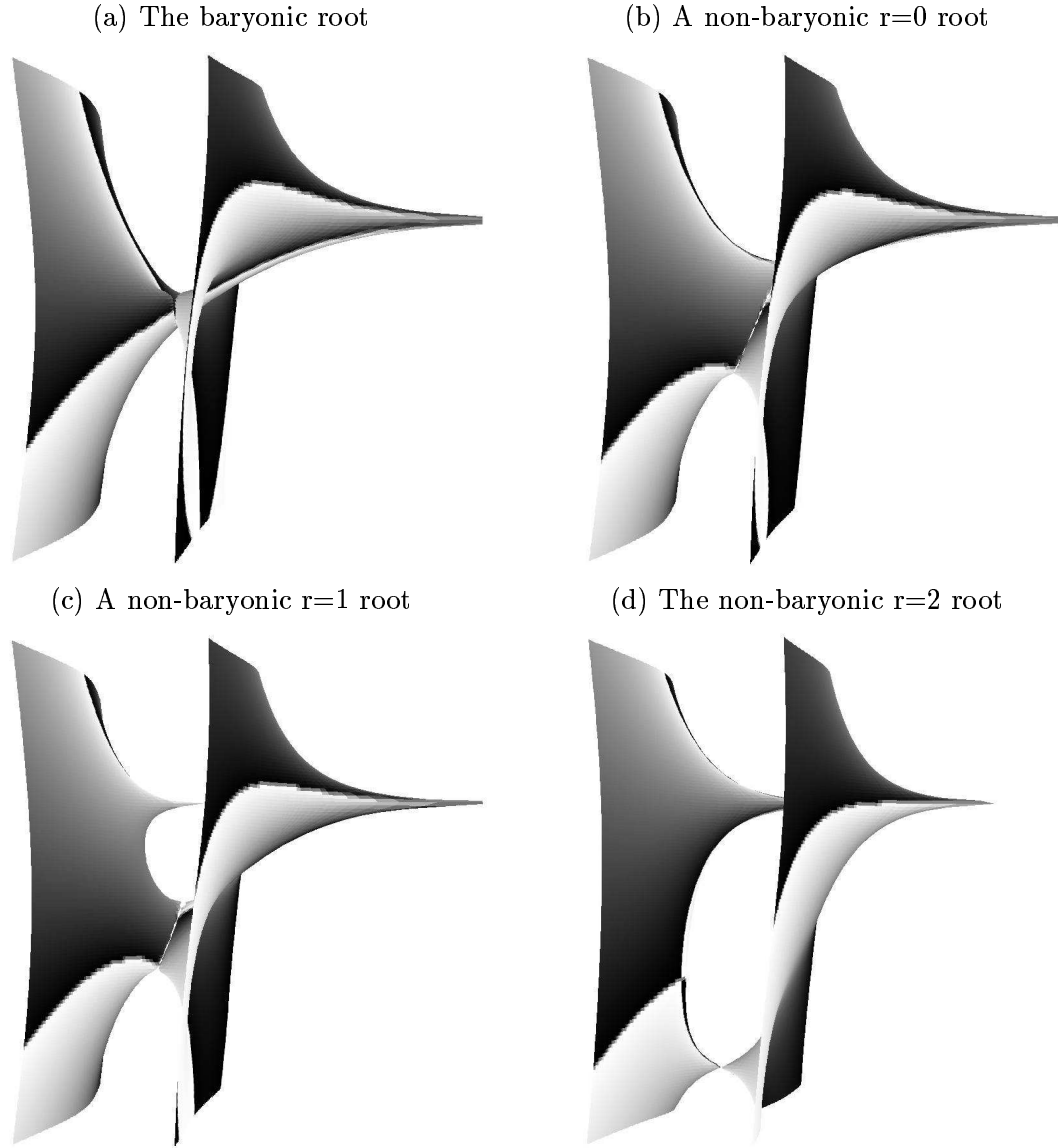 (a) The baryonic root
(b) A non-baryonic r=0 root
(c) A non-baryonic r=1 root
(d) The non-baryonic r=2 root